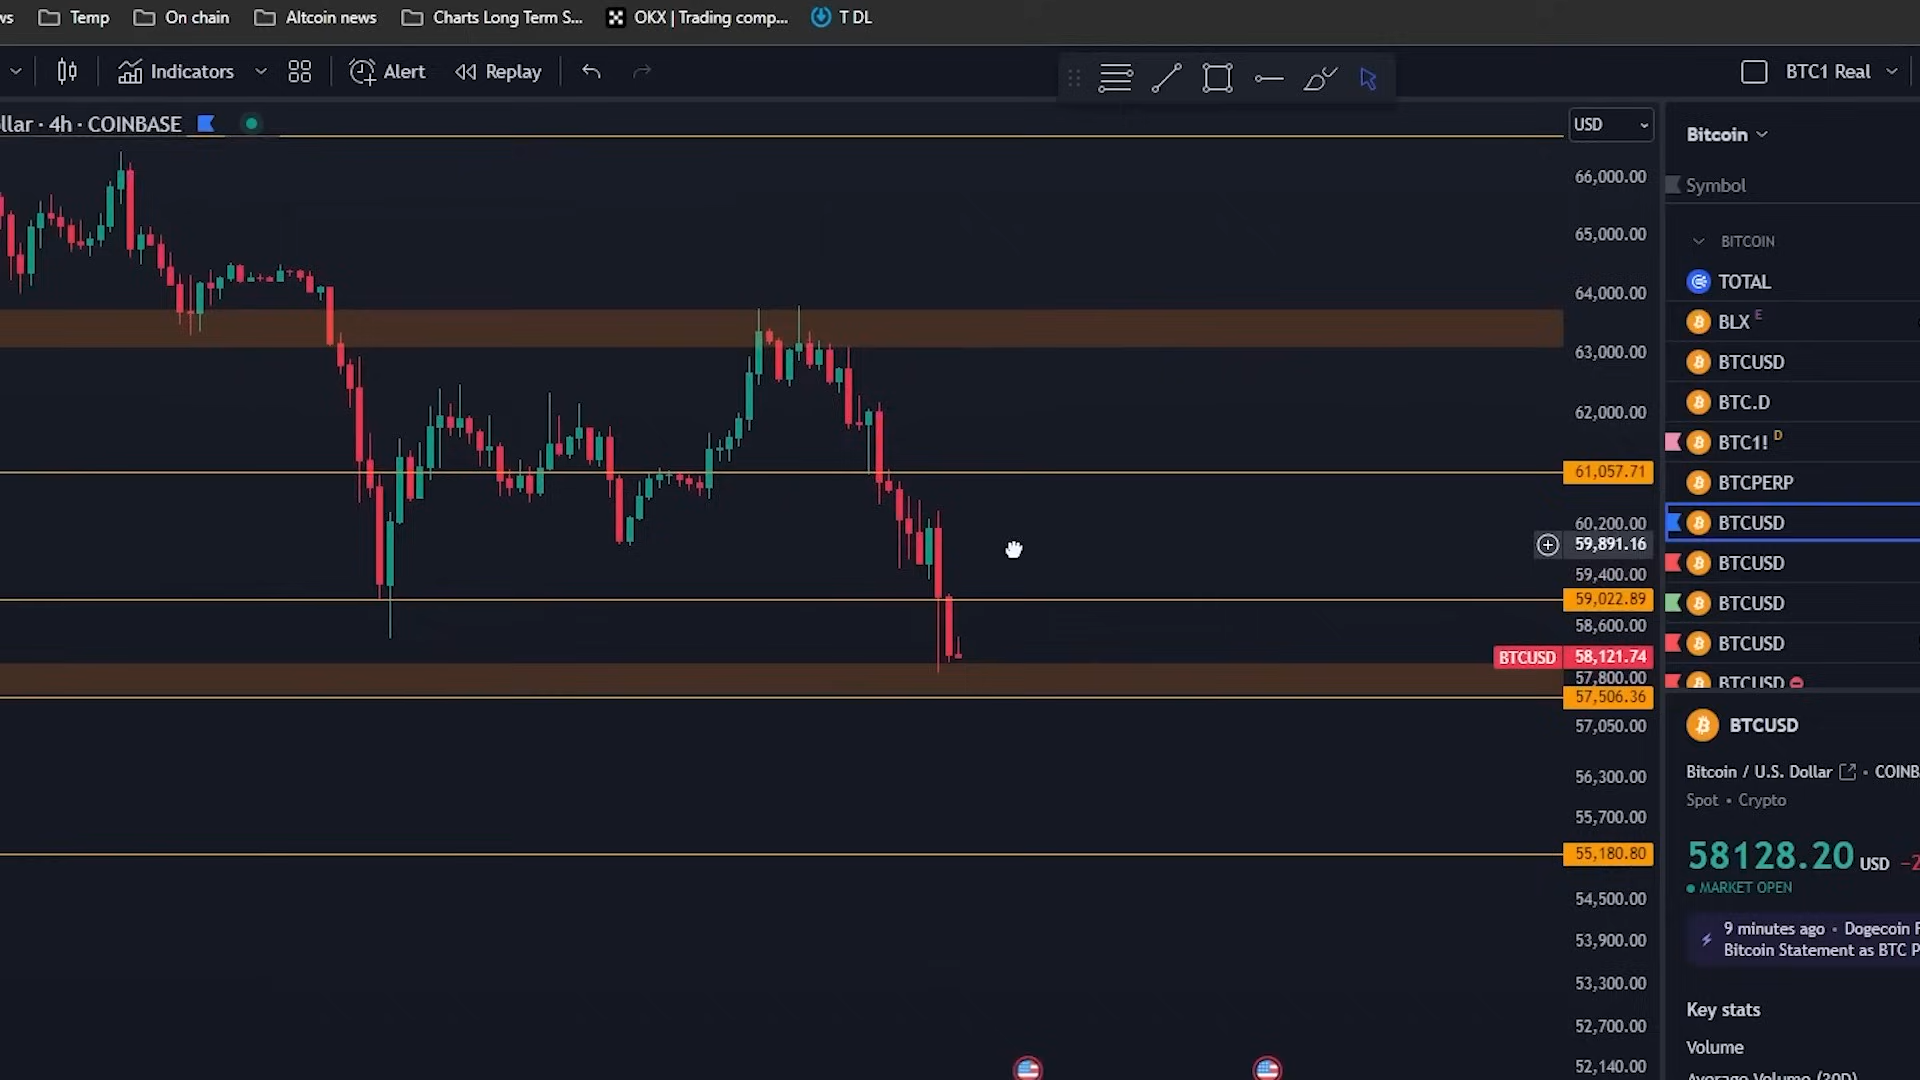 ws Temp On chain Altcoin news Charts Long Term S... OKX | Trading comp... T DL
Indicators Alert Replay BTC1 Real
llar · 4h · COINBASE
USD
66,000.00
65,000.00
64,000.00
63,000.00
62,000.00
61,057.71
60,200.00
59,891.16
59,400.00
59,022.89
58,600.00
BTCUSD 58,121.74
57,800.00
57,506.36
57,050.00
56,300.00
55,700.00
55,180.80
54,500.00
53,900.00
53,300.00
52,700.00
52,140.00
Bitcoin
Symbol
BITCOIN
TOTAL
BLX E
BTCUSD
BTC.D
BTC1! D
BTCPERP
BTCUSD
BTCUSD
BTCUSD
BTCUSD
BTCUSD
BTCUSD
Bitcoin / U.S. Dollar • COINB
Spot • Crypto
58128.20 USD −2
MARKET OPEN
9 minutes ago • Dogecoin F
Bitcoin Statement as BTC P
Key stats
Volume
Average Volume (30D)